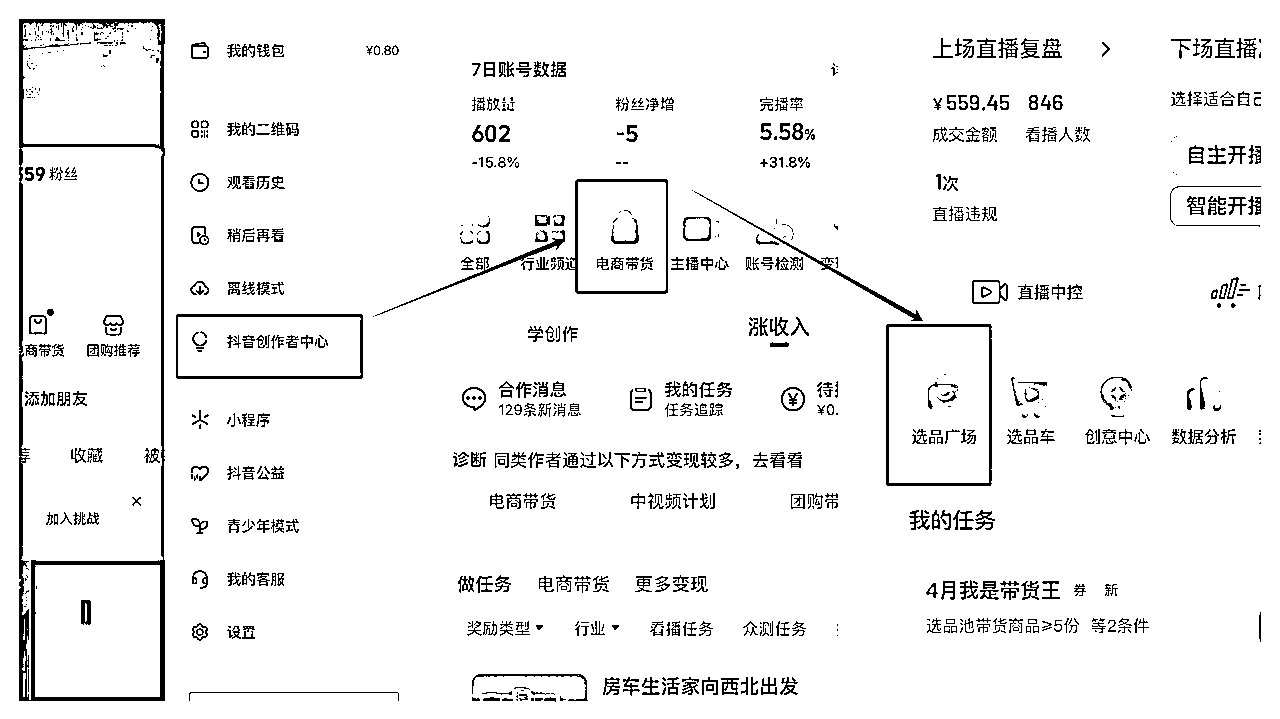 59 粉丝
商带货 团购推荐
添加朋友
收藏
加入挑战
我的钱包 ¥0.80
我的二维码
观看历史
稍后再看
离线模式
抖音创作者中心
小程序
抖音公益
青少年模式
我的客服
设置
7日账号数据
播放量 粉丝净增 完播率
602 -5 5.58%
-15.8% -- +31.8%
全部 行业频道 电商带货 主播中心 账号检测
学创作 涨收入
合作消息 我的任务
129条新消息 任务追踪 ¥0.
诊断 同类作者通过以下方式变现较多，去看看
电商带货 中视频计划 团购带
做任务 电商带货 更多变现
奖励类型 行业 看播任务 众测任务
房车生活家向西北出发
上场直播复盘
¥559.45 846
成交金额 看播人数
1次
直播违规
直播中控
选品广场 选品车 创意中心 数据分析
我的任务
4月我是带货王 券 新
选品池带货商品≥5份 等2条件
下场直播
选择适合自己
自主开播
智能开播